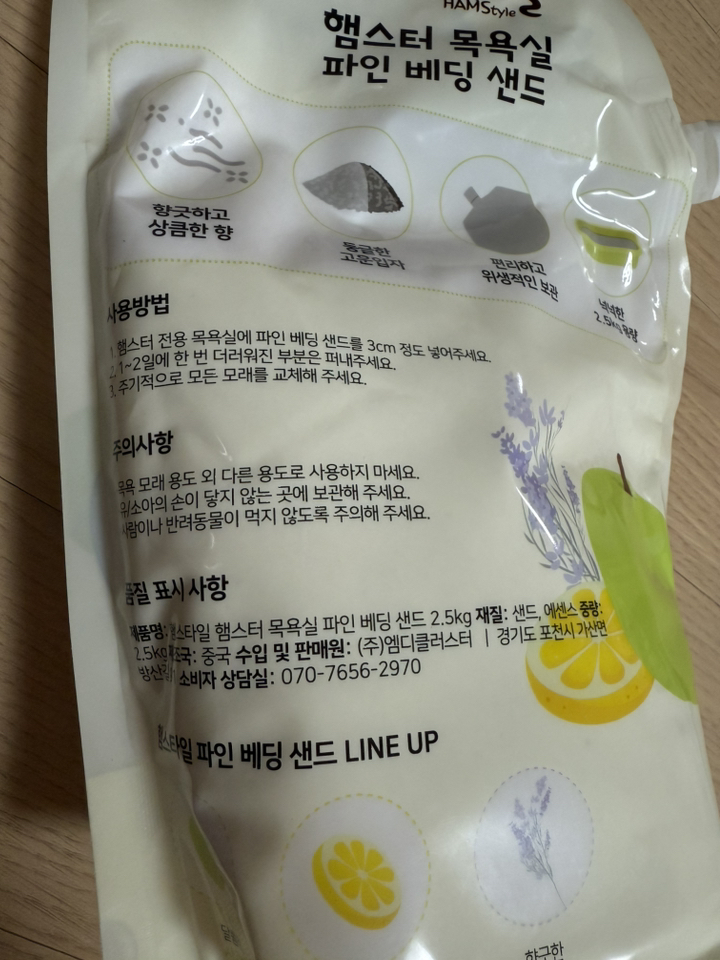 HAMStyle
햄스터 목욕실
파인 베딩 샌드
향긋하고
상큼한 향
둥글한
고운입자
편리하고
위생적인 보관
넉넉한
2.5kg 용량
사용방법
1. 햄스터 전용 목욕실에 파인 베딩 샌드를 3cm 정도 넣어주세요.
2. 1~2일에 한 번 더러워진 부분은 퍼내주세요.
3. 주기적으로 모든 모래를 교체해 주세요.
주의사항
목욕 모래 용도 외 다른 용도로 사용하지 마세요.
유/소아의 손이 닿지 않는 곳에 보관해 주세요.
사람이나 반려동물이 먹지 않도록 주의해 주세요.
품질 표시 사항
제품명: 햄스타일 햄스터 목욕실 파인 베딩 샌드 2.5kg 재질: 샌드, 에센스 중량:
2.5kg 제조국: 중국 수입 및 판매원: (주)엠디클러스터 | 경기도 포천시 가산면
소비자 상담실: 070-7656-2970
햄스타일 파인 베딩 샌드 LINE UP
향긋한